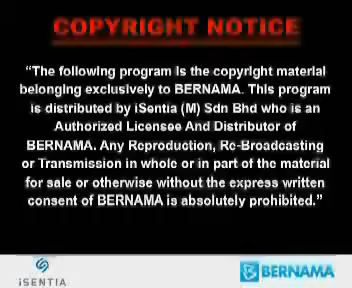 COPYRIGHT NOTICE
“The following program is the copyright material
belonging exclusively to BERNAMA. This program
is distributed by iSentia (M) Sdn Bhd who is an
Authorized Licensee And Distributor of
BERNAMA. Any Reproduction, Re-Broadcasting
or Transmission in whole or in part of the material
for sale or otherwise without the express written
consent of BERNAMA is absolutely prohibited.”
iSENTIA
BERNAMA